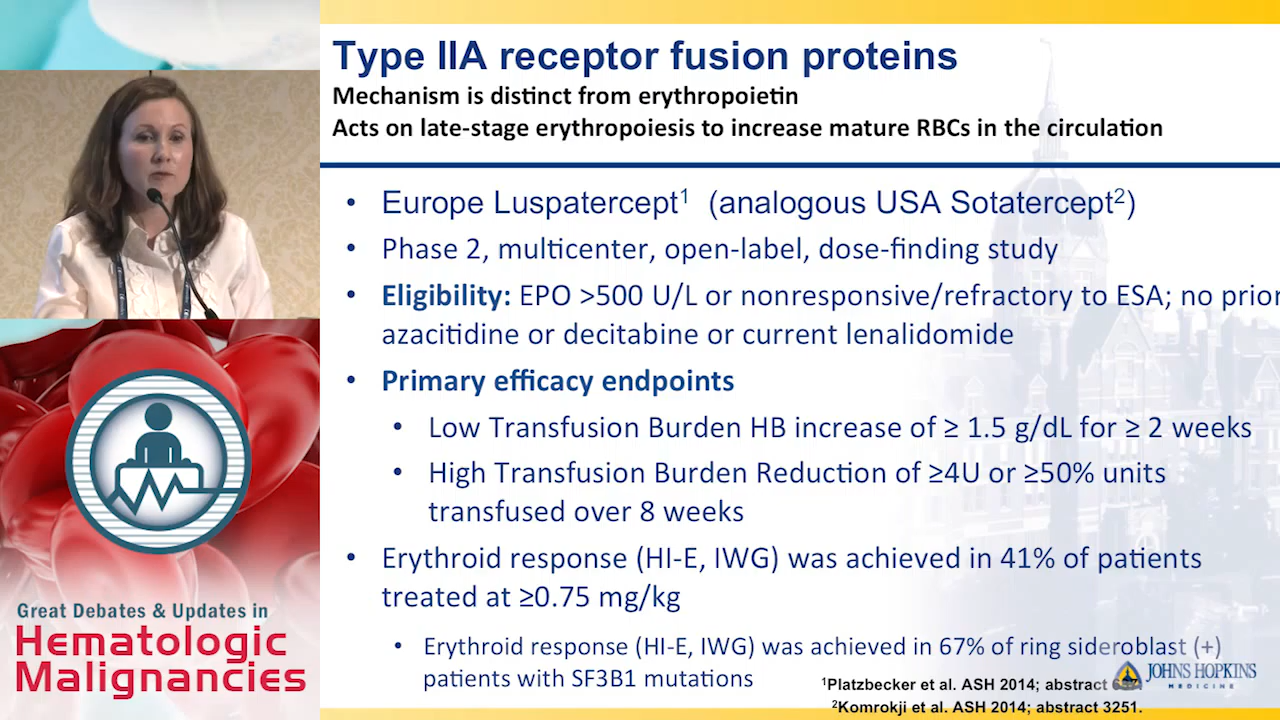 Type IIA receptor fusion proteins
Mechanism is distinct from erythropoietin
Acts on late-stage erythropoiesis to increase mature RBCs in the circulation
• Europe Luspatercept1 (analogous USA Sotatercept2)
• Phase 2, multicenter, open-label, dose-finding study
• Eligibility: EPO >500 U/L or nonresponsive/refractory to ESA; no prior
azacitidine or decitabine or current lenalidomide
• Primary efficacy endpoints
• Low Transfusion Burden HB increase of ≥ 1.5 g/dL for ≥ 2 weeks
• High Transfusion Burden Reduction of ≥4U or ≥50% units
transfused over 8 weeks
• Erythroid response (HI-E, IWG) was achieved in 41% of patients
treated at ≥0.75 mg/kg
• Erythroid response (HI-E, IWG) was achieved in 67% of ring sideroblast (+)
patients with SF3B1 mutations
1Platzbecker et al. ASH 2014; abstract
2Komrokji et al. ASH 2014; abstract 3251.
JOHNS HOPKINS
MEDICINE
Great Debates & Updates in
Hematologic
Malignancies